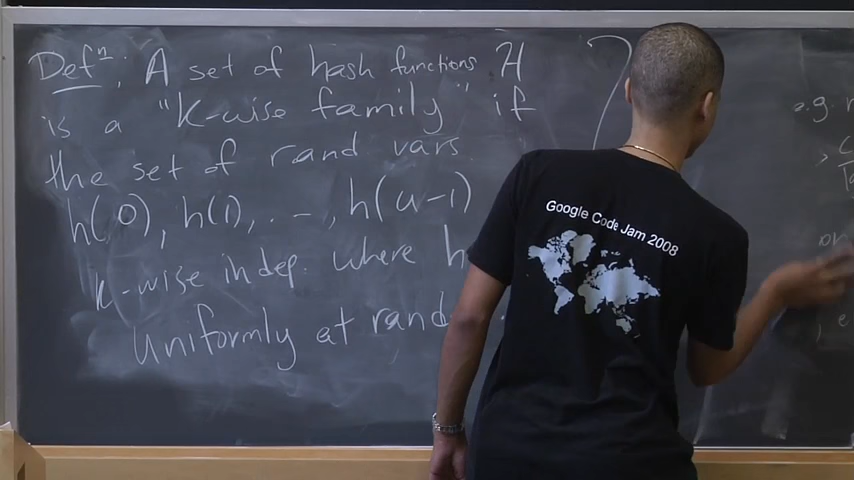 Defⁿ: A set of hash functions H
is a "k-wise family" if
the set of rand vars
h(0), h(1), . – , h(u-1)
k-wise indep. where h
uniformly at rand
Google Code Jam 2008
e.g.